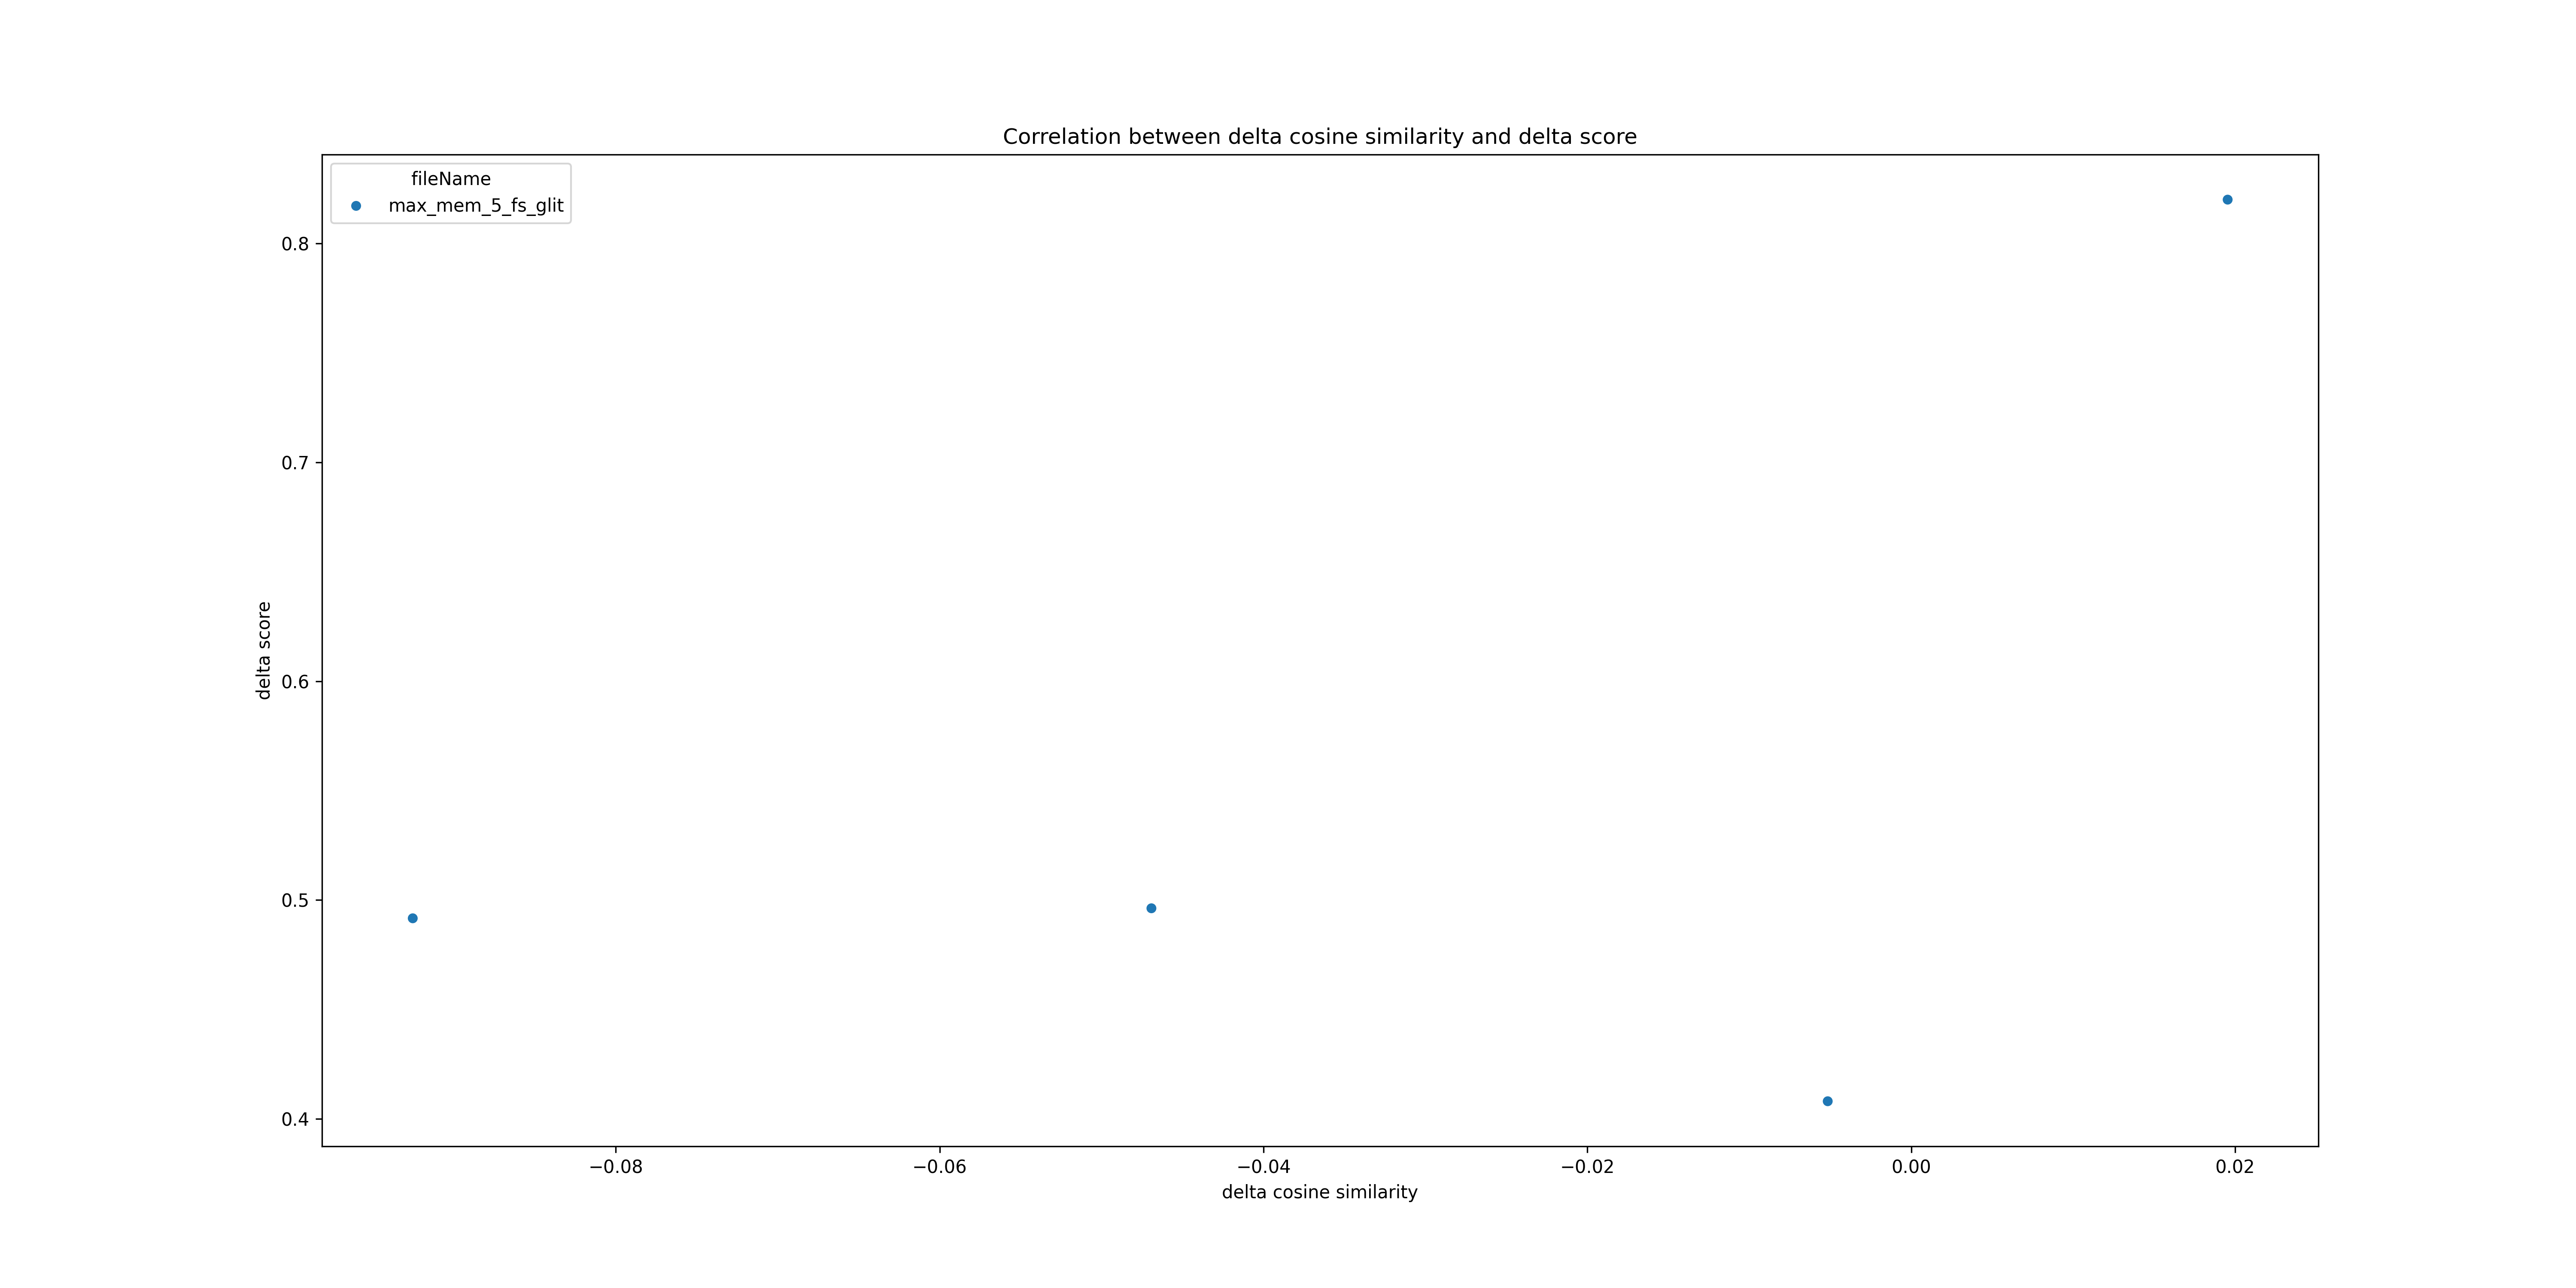 Correlation between delta cosine similarity and delta score
fileName
max_mem_5_fs_glit
0.8
0.7
0.6
0.5
0.4
delta score
−0.08
−0.06
−0.04
−0.02
0.00
0.02
delta cosine similarity